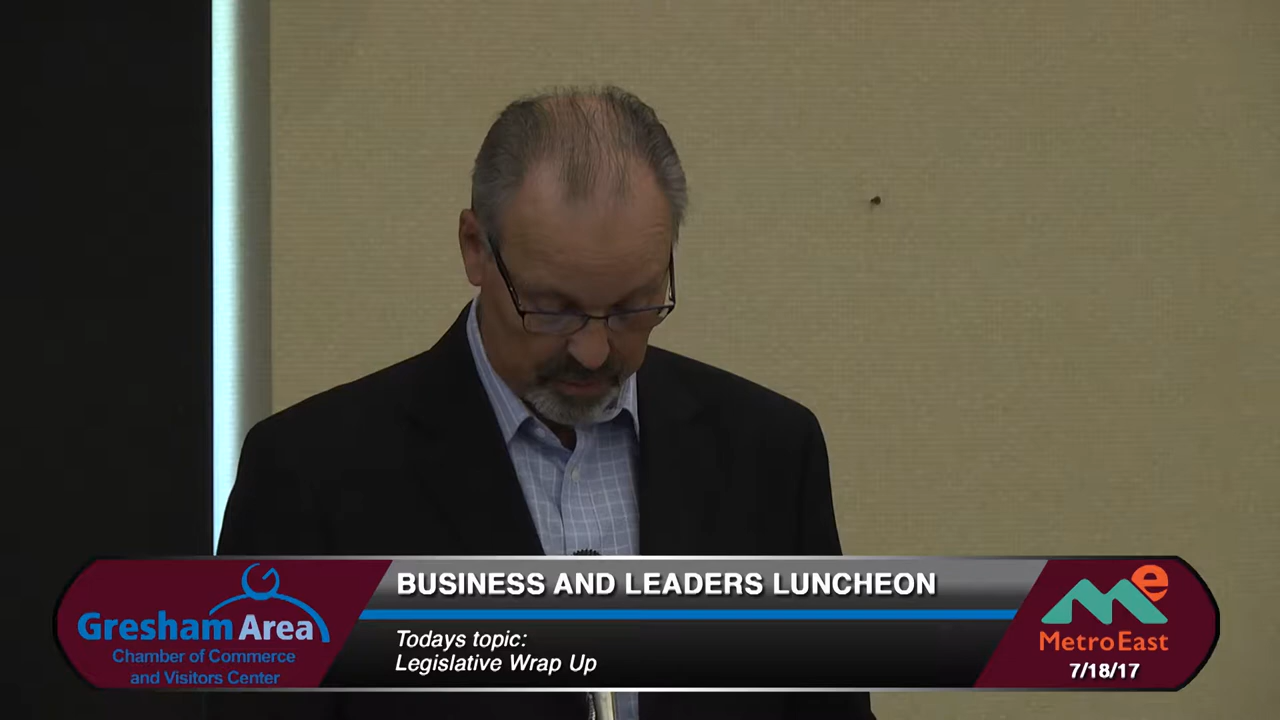 BUSINESS AND LEADERS LUNCHEON
Gresham Area
Chamber of Commerce
and Visitors Center
Todays topic:
Legislative Wrap Up
Me
MetroEast
7/18/17